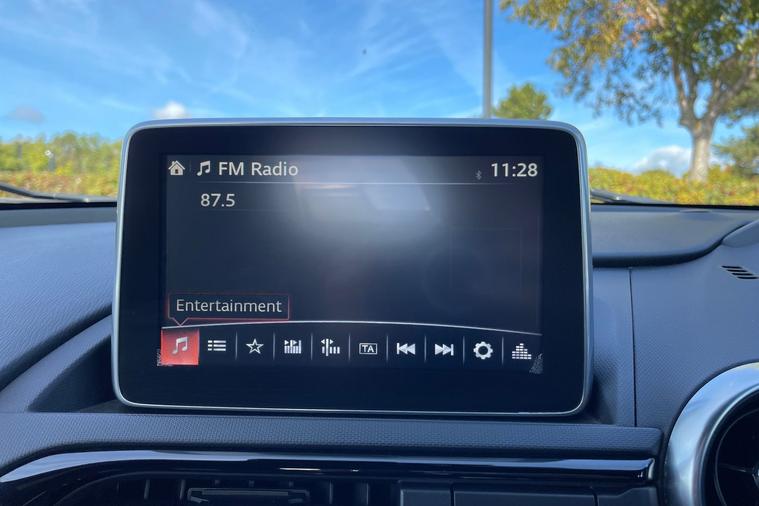 FM Radio 11:28
87.5
Entertainment
TA